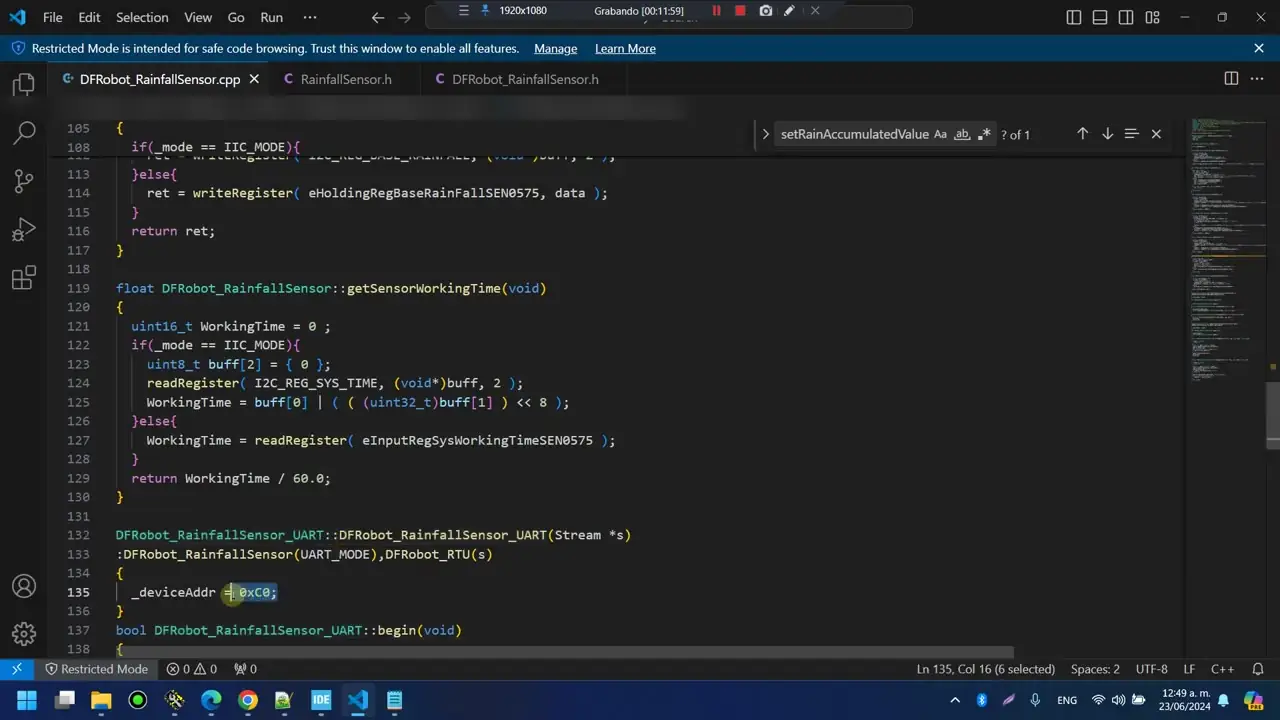 File Edit Selection View Go Run ···
1920x1080 Grabando [00:11:59]
Restricted Mode is intended for safe code browsing. Trust this window to enable all features. Manage Learn More
DFRobot_RainfallSensor.cpp RainfallSensor.h DFRobot_RainfallSensor.h
setRainAccumulatedValue Aa ab ? of 1
105 {
108 if(_mode == IIC_MODE){
113 }else{
114 ret = writeRegister( eHoldingRegBaseRainFallSEN0575, data );
115 }
116 return ret;
117 }
118
119 float DFRobot_RainfallSensor::getSensorWorkingTime(void)
120 {
121 uint16_t WorkingTime = 0;
122 if(_mode == IIC_MODE){
123 uint8_t buff[2] = { 0 };
124 readRegister( I2C_REG_SYS_TIME, (void*)buff, 2 );
125 WorkingTime = buff[0] | ( ( (uint32_t)buff[1] ) << 8 );
126 }else{
127 WorkingTime = readRegister( eInputRegSysWorkingTimeSEN0575 );
128 }
129 return WorkingTime / 60.0;
130 }
131
132 DFRobot_RainfallSensor_UART::DFRobot_RainfallSensor_UART(Stream *s)
133 :DFRobot_RainfallSensor(UART_MODE),DFRobot_RTU(s)
134 {
135 _deviceAddr = 0xC0;
136 }
137 bool DFRobot_RainfallSensor_UART::begin(void)
138 {
Restricted Mode 0 0 0 Ln 135, Col 16 (6 selected) Spaces: 2 UTF-8 LF C++
IDE ENG 12:49 a. m.
23/06/2024